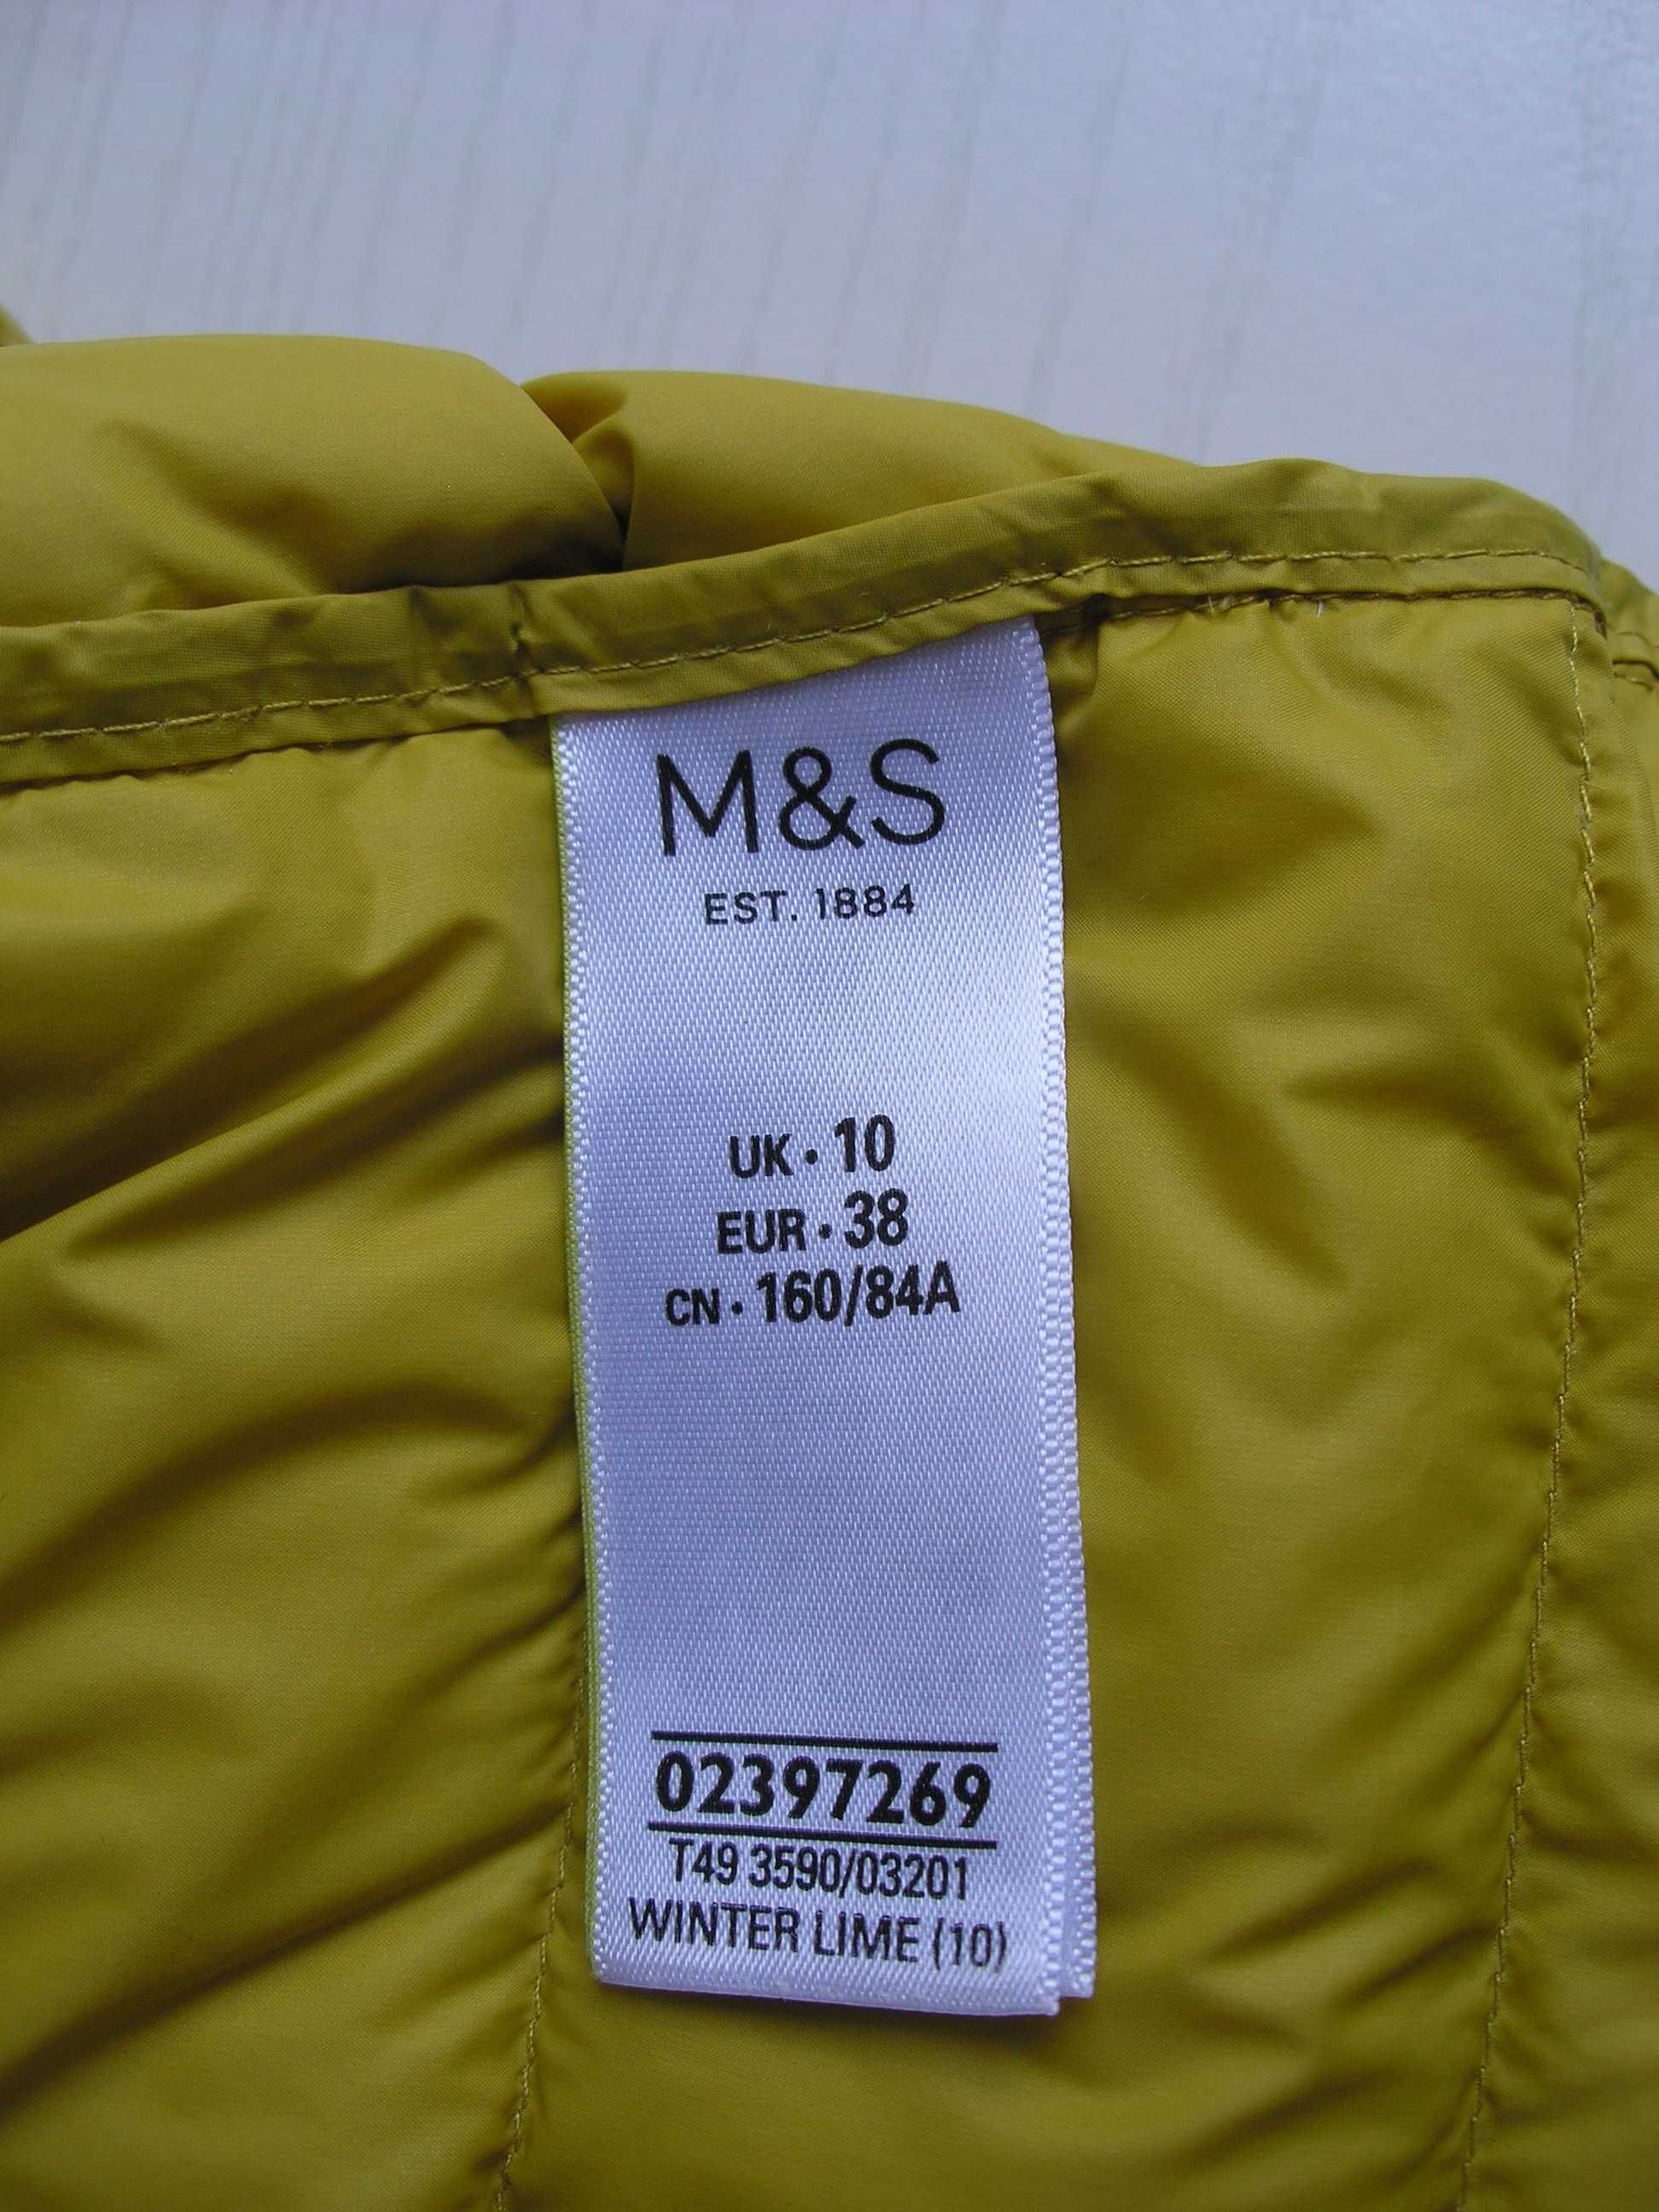 M&S
EST. 1884
UK · 10
EUR · 38
CN · 160/84A
02397269
T49 3590/03201
WINTER LIME (10)